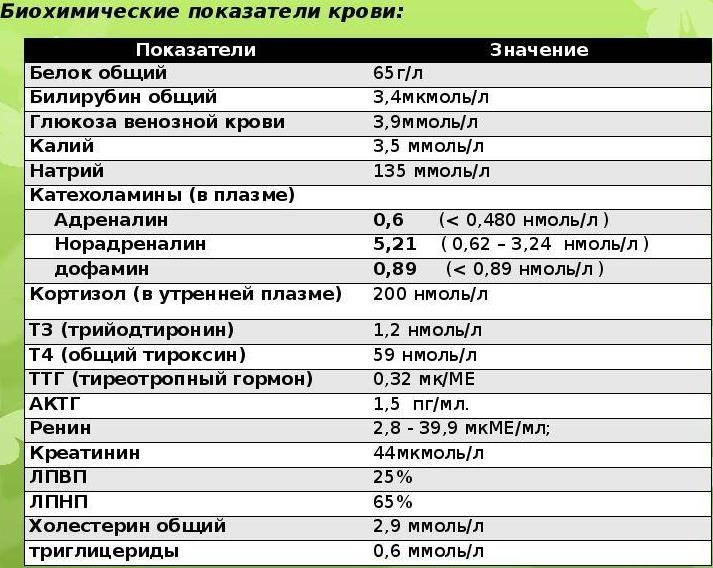 Биохимические показатели крови:
Показатели Значение
Белок общий 65г/л
Билирубин общий 3,4мкмоль/л
Глюкоза венозной крови 3,9ммоль/л
Калий 3,5 ммоль/л
Натрий 135 ммоль/л
Катехоламины (в плазме)
Адреналин 0,6 (< 0,480 нмоль/л )
Норадреналин 5,21 ( 0,62 – 3,24 нмоль/л )
дофамин 0,89 (< 0,89 нмоль/л )
Кортизол (в утренней плазме) 200 нмоль/л
Т3 (трийодтиронин) 1,2 нмоль/л
Т4 (общий тироксин) 59 нмоль/л
ТТГ (тиреотропный гормон) 0,32 мк/МЕ
АКТГ 1,5 пг/мл.
Ренин 2,8 - 39,9 мкМЕ/мл;
Креатинин 44мкмоль/л
ЛПВП 25%
ЛПНП 65%
Холестерин общий 2,9 ммоль/л
триглицериды 0,6 ммоль/л